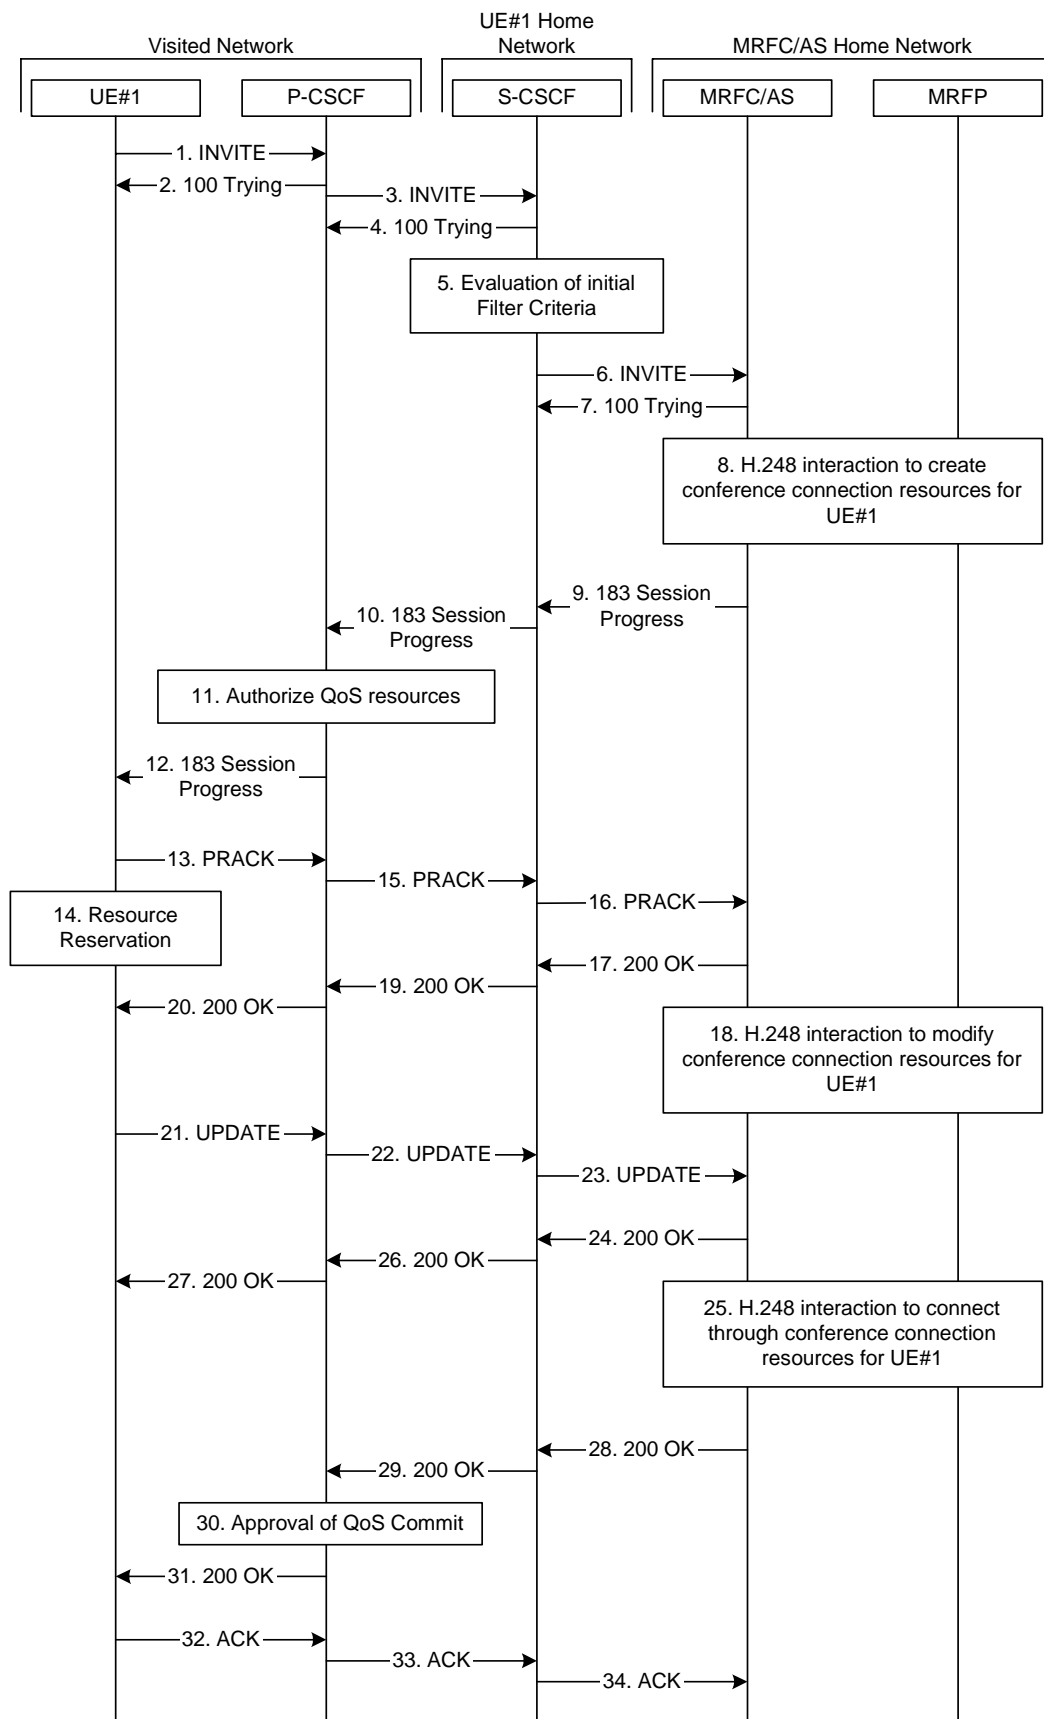 UE#1 Home
Network
Visited Network
MRFC/AS Home Network
UE#1
P-CSCF
S-CSCF
MRFC/AS
MRFP
1. INVITE
2. 100 Trying
3. INVITE
4. 100 Trying
5. Evaluation of initial
Filter Criteria
6. INVITE
7. 100 Trying
8. H.248 interaction to create
conference connection resources for
UE#1
9. 183 Session
Progress
10. 183 Session
Progress
11. Authorize QoS resources
12. 183 Session
Progress
13. PRACK
15. PRACK
16. PRACK
14. Resource
Reservation
17. 200 OK
19. 200 OK
20. 200 OK
18. H.248 interaction to modify
conference connection resources for
UE#1
21. UPDATE
22. UPDATE
23. UPDATE
24. 200 OK
26. 200 OK
27. 200 OK
25. H.248 interaction to connect
through conference connection
resources for UE#1
28. 200 OK
29. 200 OK
30. Approval of QoS Commit
31. 200 OK
32. ACK
33. ACK
34. ACK